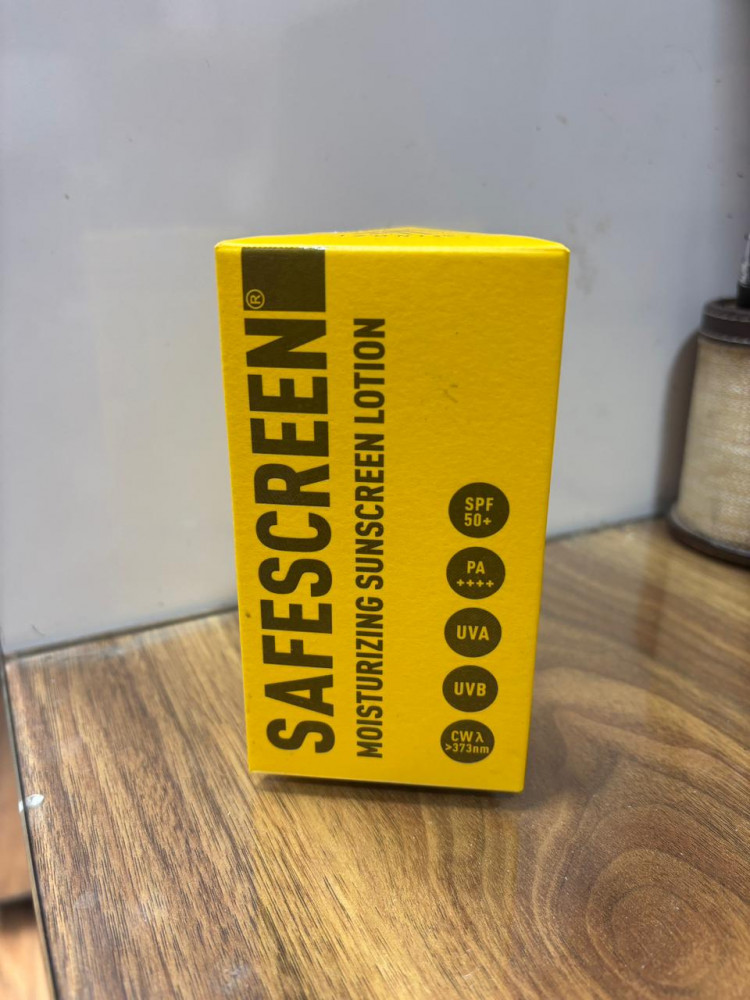 SAFESCREEN®
MOISTURIZING SUNSCREEN LOTION
SPF
50+
PA
++++
UVA
UVB
CWλ
>373nm